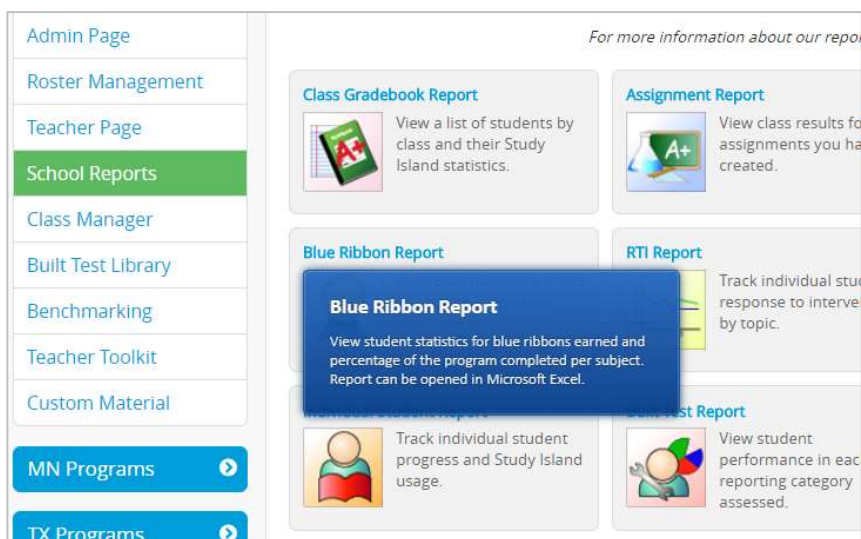 Admin Page
Roster Management
Teacher Page
School Reports
Class Manager
Built Test Library
Benchmarking
Teacher Toolkit
Custom Material
MN Programs
TX Programs
For more information about our repor
Class Gradebook Report
View a list of students by
class and their Study
Island statistics.
Assignment Report
A+
View class results fo
assignments you ha
created.
Blue Ribbon Report
Blue Ribbon Report
View student statistics for blue ribbons earned and
percentage of the program completed per subject.
Report can be opened in Microsoft Excel.
RTI Report
Track individual stud
response to interve
by topic.
Track individual student
progress and Study Island
usage.
Test Report
View student
performance in eac
reporting category
assessed.